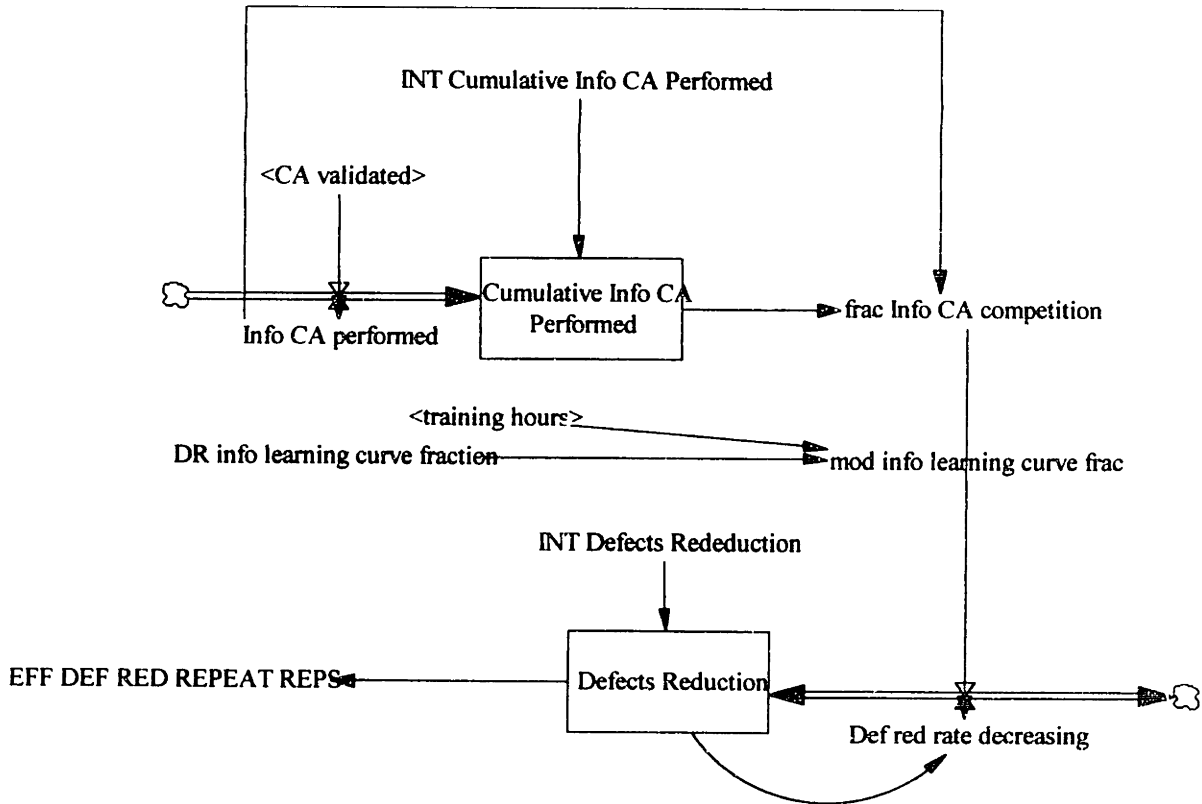 INT Cumulative Info CA Performed
<CA validated>
Cumulative Info CA
Performed
frac Info CA competition
Info CA performed
<training hours>
DR info learning curve fraction
mod info learning curve frac
INT Defects Rededuction
EFF DEF RED REPEAT REPS
Defects Reduction
Def red rate decreasing